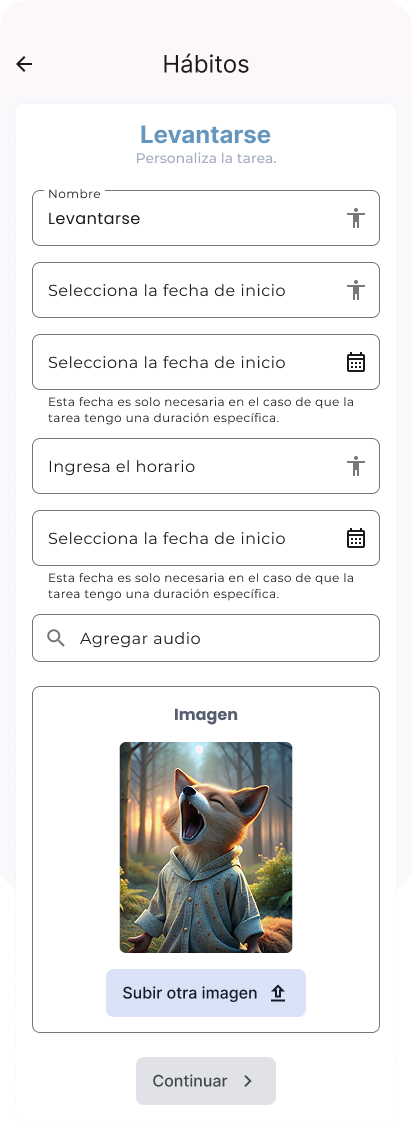 Hábitos
Levantarse
Personaliza la tarea.
Nombre
Levantarse
Selecciona la fecha de inicio
Selecciona la fecha de inicio
Esta fecha es solo necesaria en el caso de que la
tarea tengo una duración específica.
Ingresa el horario
Selecciona la fecha de inicio
Esta fecha es solo necesaria en el caso de que la
tarea tengo una duración específica.
Agregar audio
Imagen
Subir otra imagen
Continuar